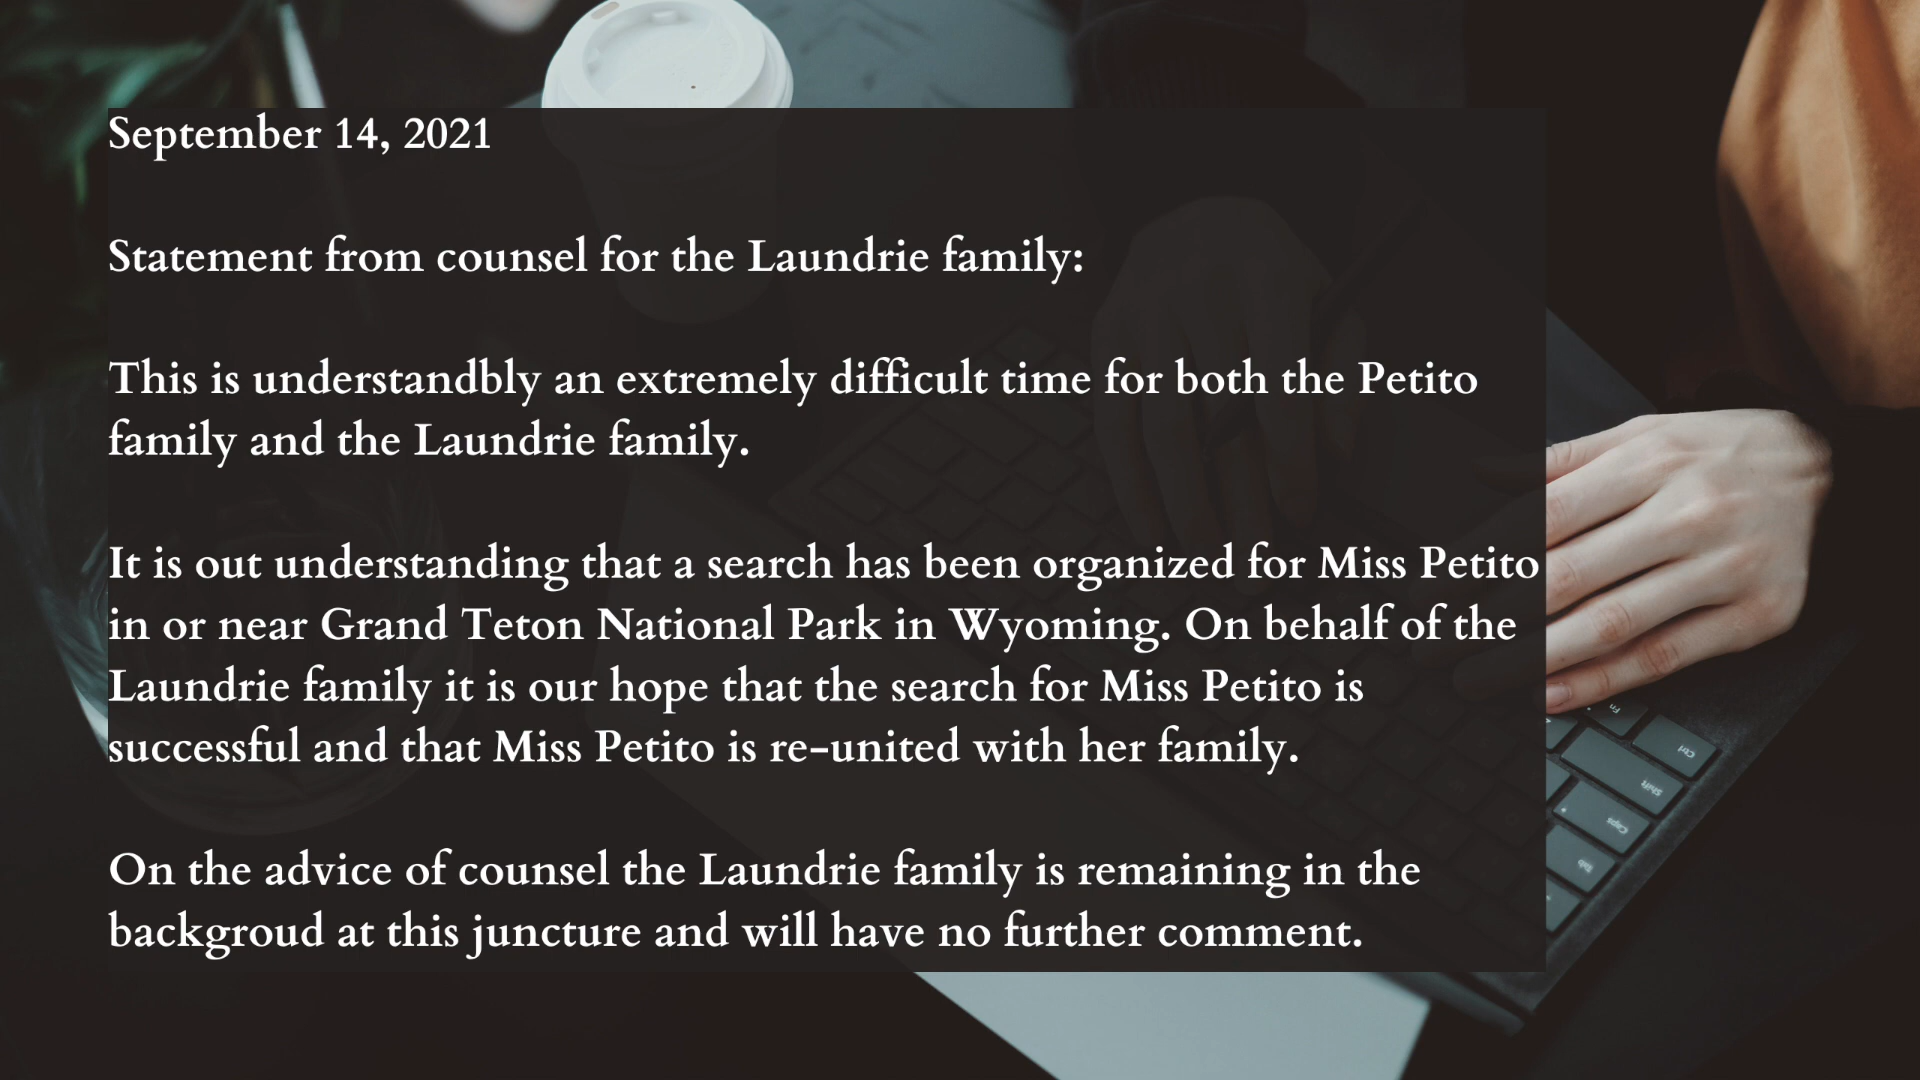 September 14, 2021
Statement from counsel for the Laundrie family:
This is understandbly an extremely difficult time for both the Petito
family and the Laundrie family.
It is out understanding that a search has been organized for Miss Petito
in or near Grand Teton National Park in Wyoming. On behalf of the
Laundrie family it is our hope that the search for Miss Petito is
successful and that Miss Petito is re-united with her family.
On the advice of counsel the Laundrie family is remaining in the
backgroud at this juncture and will have no further comment.
Fn
Ctrl
Shift
Caps
Tab